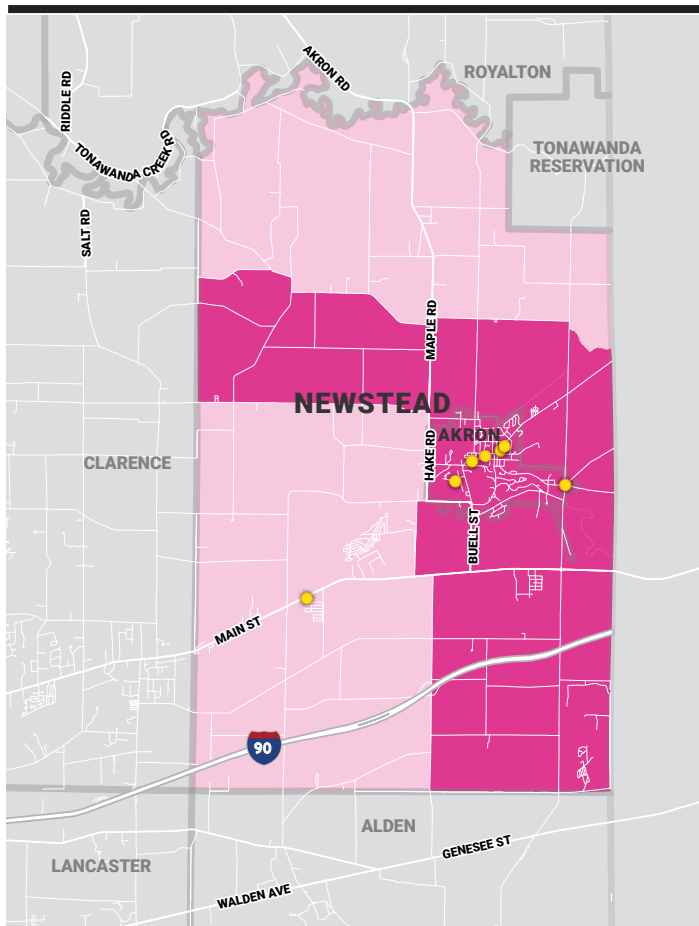 AKRON RD
ROYALTON
RIDDLE RD
TONAWANDA
RESERVATION
TONAWANDA CREEK RD
SALT RD
MAPLE RD
NEWSTEAD
AKRON
HAKE RD
CLARENCE
BUELL ST
MAIN ST
90
ALDEN
GENESEE ST
LANCASTER
WALDEN AVE